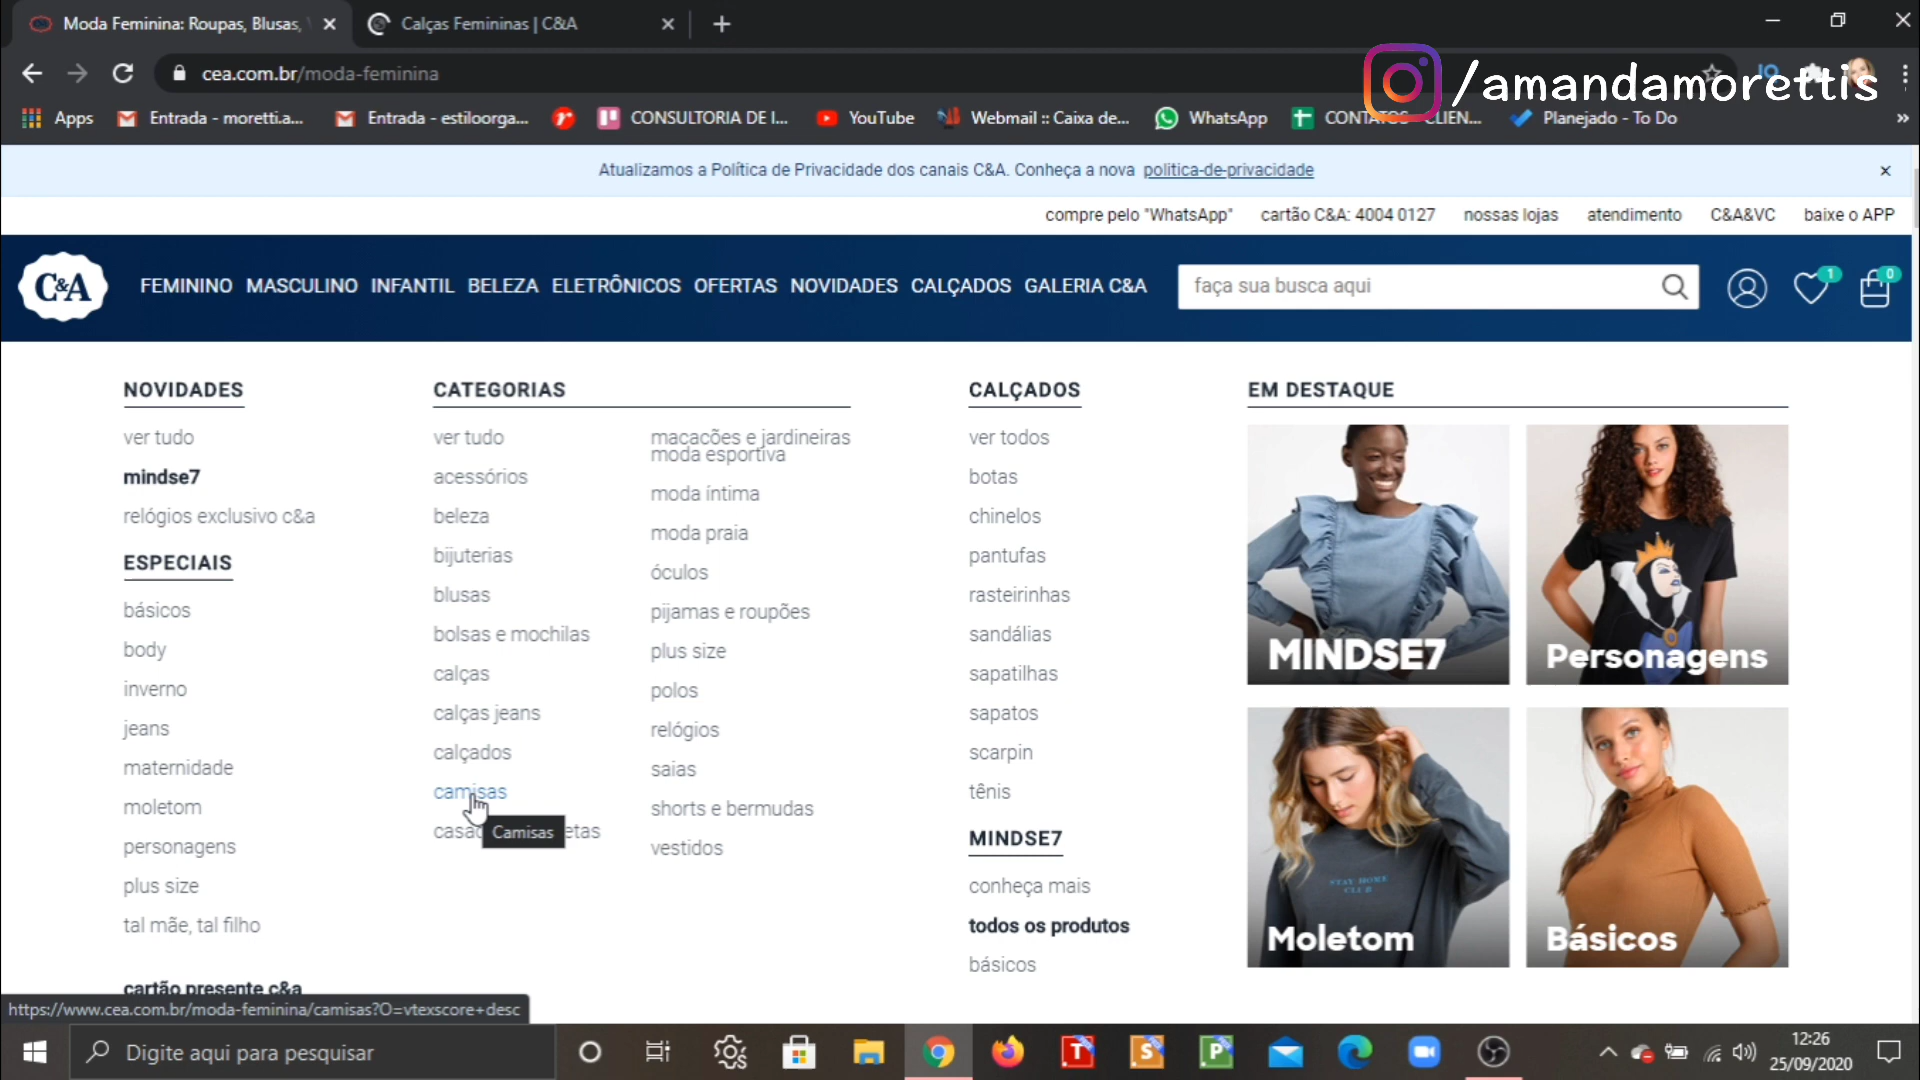 Moda Feminina: Roupas, Blusas,
Calças Femininas | C&A
cea.com.br/moda-feminina
/amandamorettis
Apps
Entrada - moretti.a...
Entrada - estiloorga...
CONSULTORIA DE I...
YouTube
Webmail :: Caixa de...
WhatsApp
CONTATOS - CLIEN...
Planejado - To Do
Atualizamos a Política de Privacidade dos canais C&A. Conheça a nova politica-de-privacidade
compre pelo "WhatsApp"
cartão C&A: 4004 0127
nossas lojas
atendimento
C&A&VC
baixe o APP
C&A
FEMININO
MASCULINO
INFANTIL
BELEZA
ELETRÔNICOS
OFERTAS
NOVIDADES
CALÇADOS
GALERIA C&A
faça sua busca aqui
1
0
NOVIDADES
ver tudo
mindse7
relógios exclusivo c&a
ESPECIAIS
básicos
body
inverno
jeans
maternidade
moletom
personagens
plus size
tal mãe, tal filho
cartão presente c&a
CATEGORIAS
ver tudo
acessórios
beleza
bijuterias
blusas
bolsas e mochilas
calças
calças jeans
calçados
camisas
Camisas
macacões e jardineiras
moda esportiva
moda íntima
moda praia
óculos
pijamas e roupões
plus size
polos
relógios
saias
shorts e bermudas
vestidos
CALÇADOS
ver todos
botas
chinelos
pantufas
rasteirinhas
sandálias
sapatilhas
sapatos
scarpin
tênis
MINDSE7
conheça mais
todos os produtos
básicos
EM DESTAQUE
MINDSE7
Personagens
STAY HOME
CLUB
Moletom
Básicos
https://www.cea.com.br/moda-feminina/camisas?O=vtexscore+desc
Digite aqui para pesquisar
T
S
P
12:26
25/09/2020